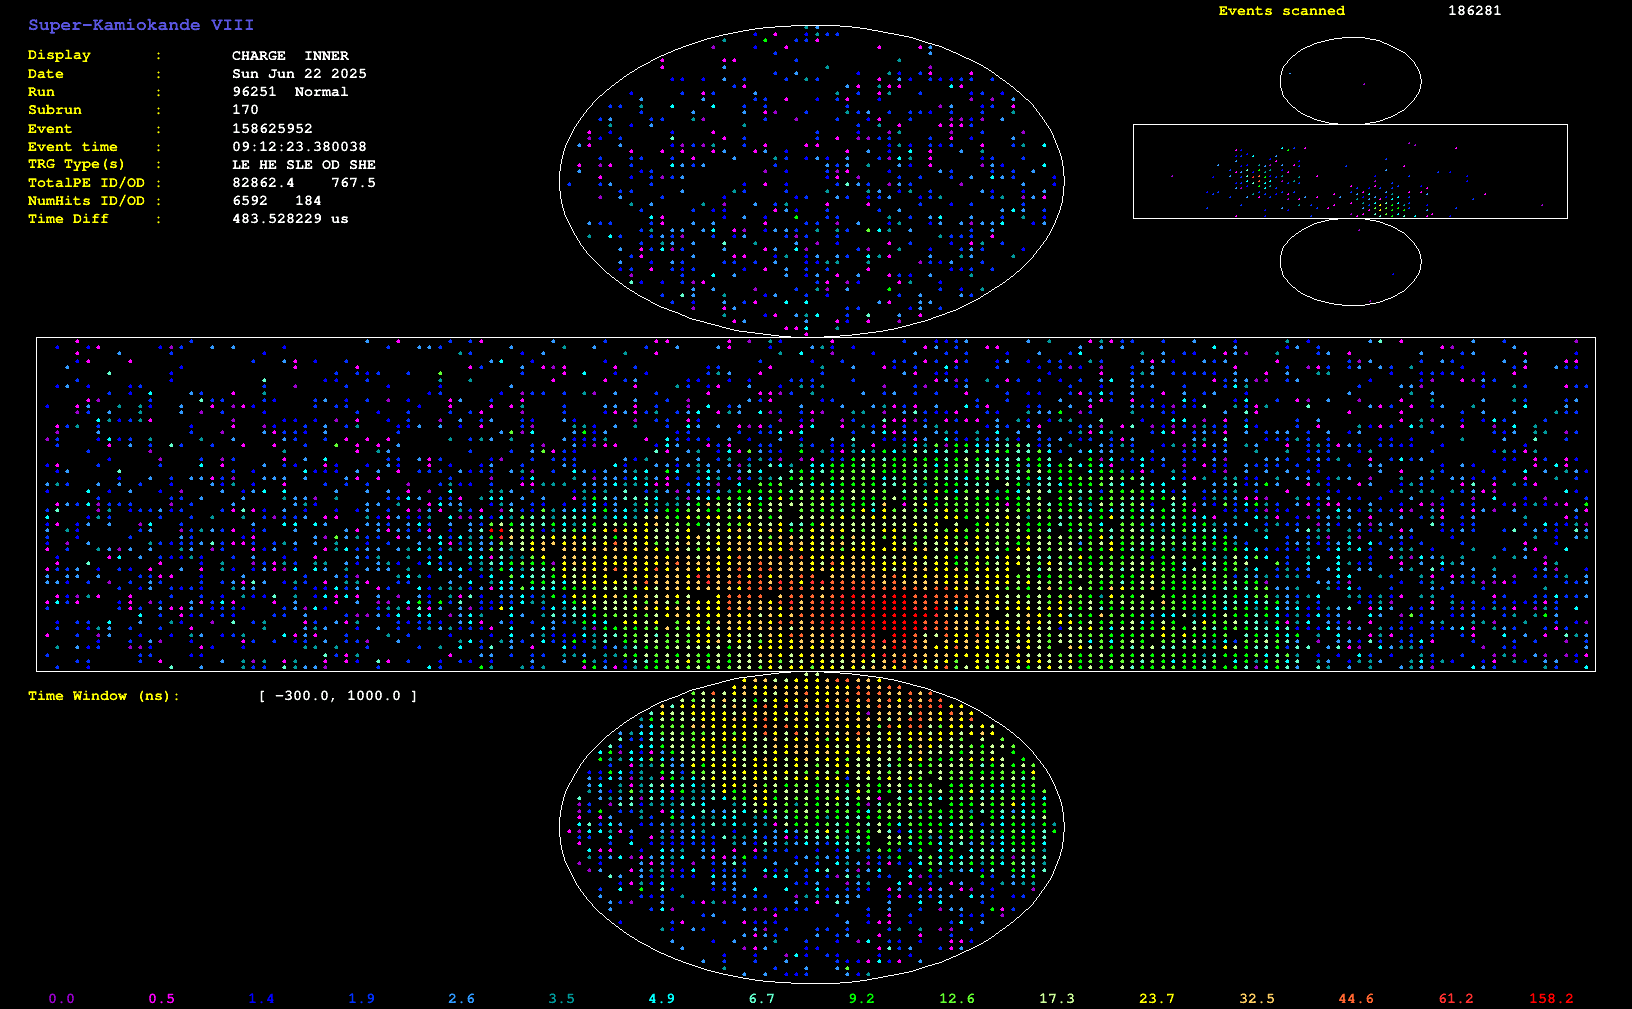 Super-Kamiokande VIII
Display : CHARGE INNER
Date : Sun Jun 22 2025
Run : 96251 Normal
Subrun : 170
Event : 158625952
Event time : 09:12:23.380038
TRG Type(s) : LE HE SLE OD SHE
TotalPE ID/OD : 82862.4 767.5
NumHits ID/OD : 6592 184
Time Diff : 483.528229 us
Events scanned 186281
Time Window (ns): [ -300.0, 1000.0 ]
0.0 0.5 1.4 1.9 2.6 3.5 4.9 6.7 9.2 12.6 17.3 23.7 32.5 44.6 61.2 158.2